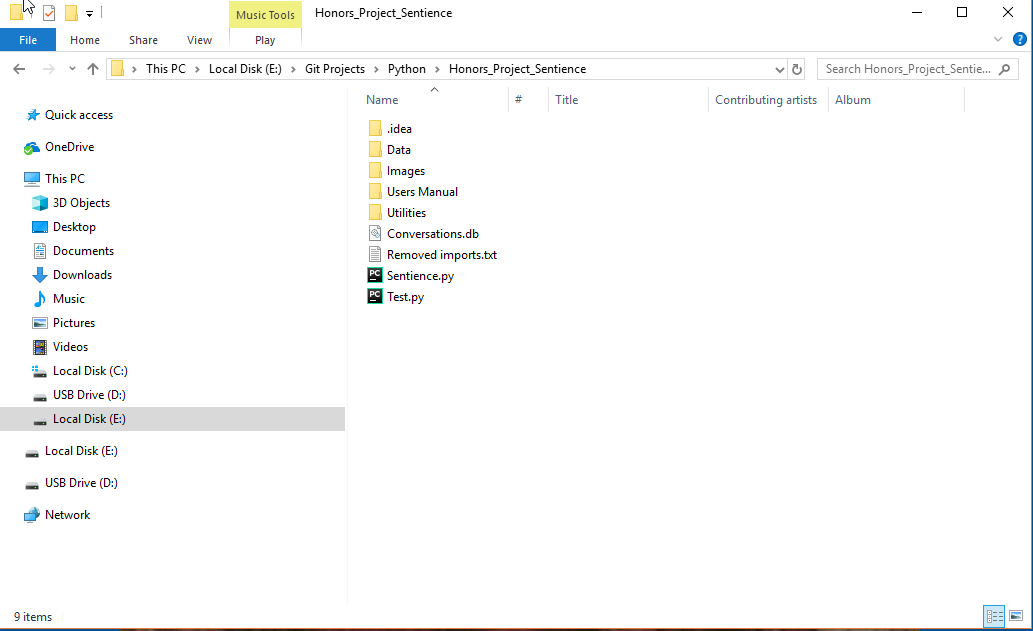 Music Tools Honors_Project_Sentience
File Home Share View Play
This PC Local Disk (E:) Git Projects Python Honors_Project_Sentience Search Honors_Project_Sentie...
Name # Title Contributing artists Album
Quick access
OneDrive
This PC
3D Objects
Desktop
Documents
Downloads
Music
Pictures
Videos
Local Disk (C:)
USB Drive (D:)
Local Disk (E:)
Local Disk (E:)
USB Drive (D:)
Network
.idea
Data
Images
Users Manual
Utilities
Conversations.db
Removed imports.txt
PC Sentience.py
PC Test.py
9 items